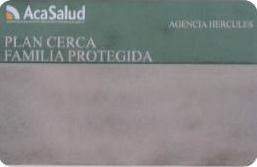 AcaSalud
AGENCIA HERCULES
PLAN CERCA
FAMILIA PROTEGIDA